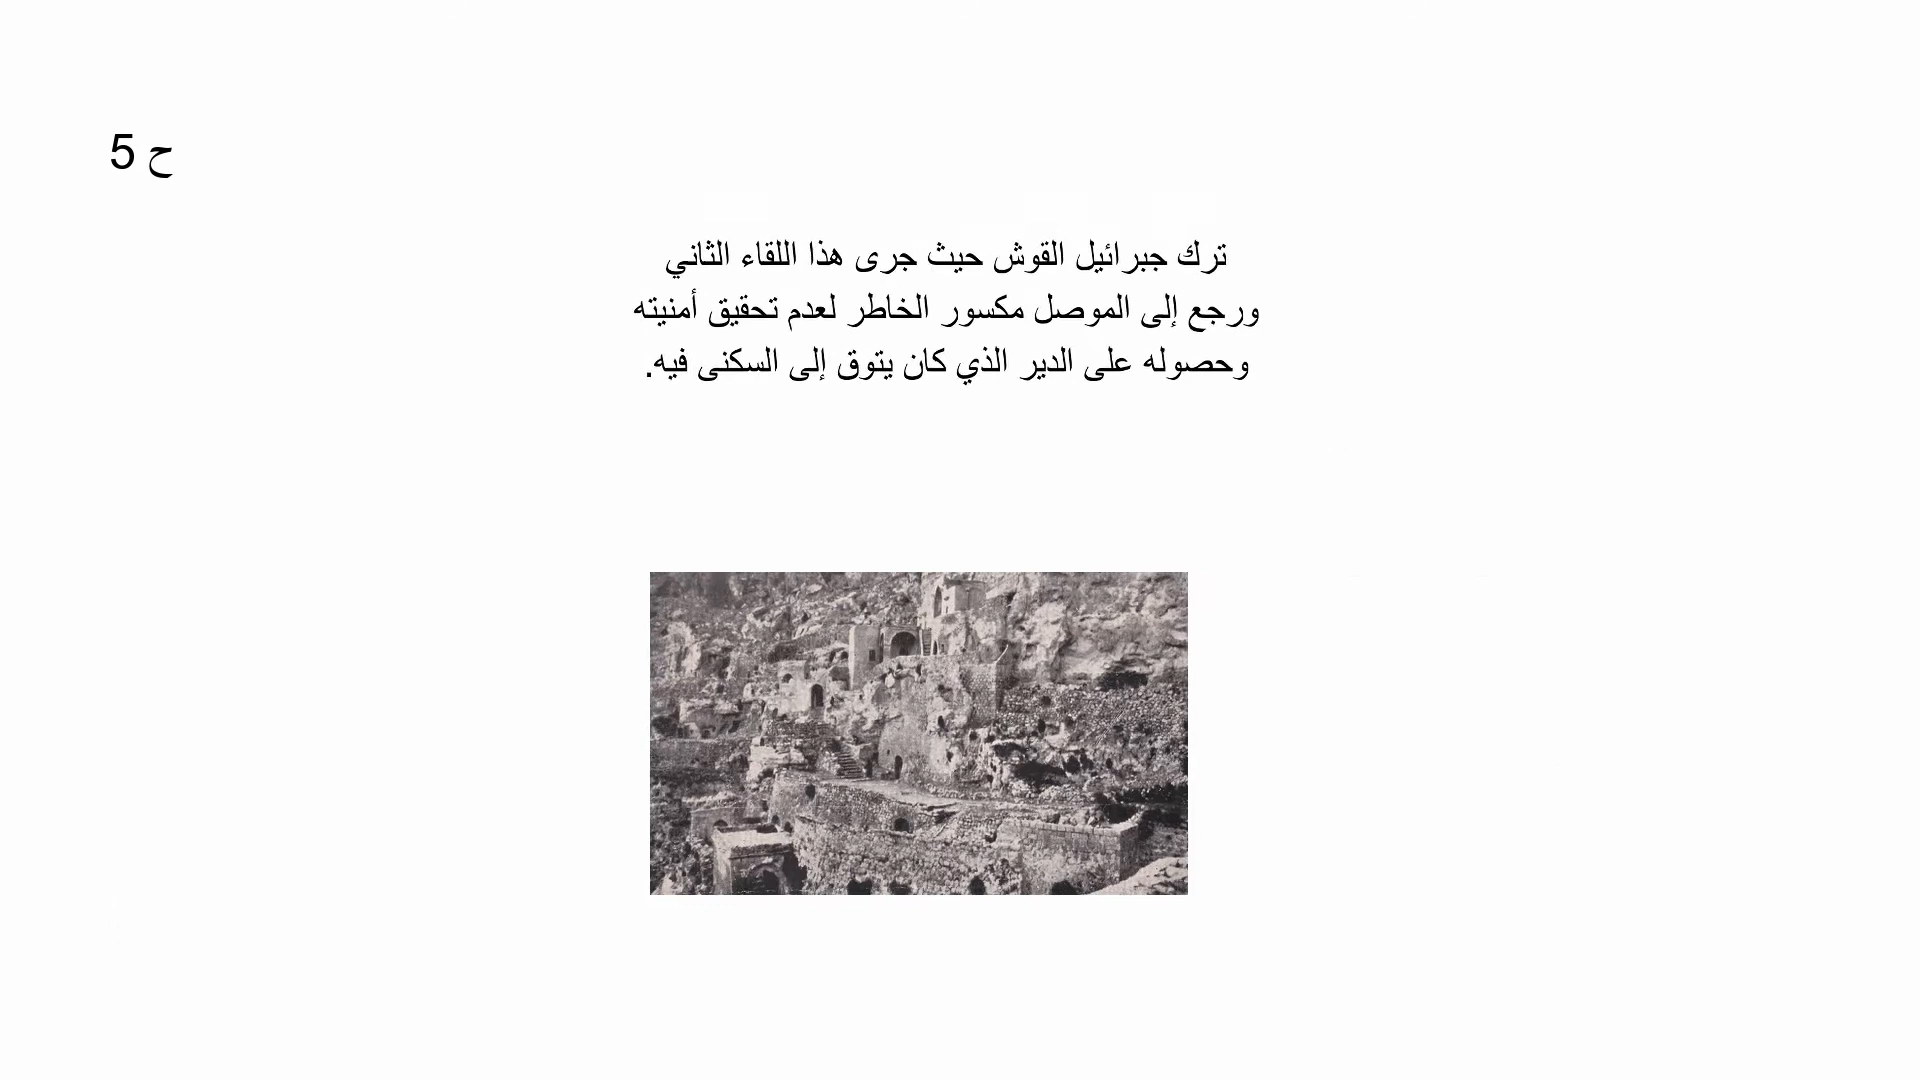 ح 5
ترك جبرائيل القوش حيث جرى هذا اللقاء الثاني
ورجع إلى الموصل مكسور الخاطر لعدم تحقيق أمنيته
وحصوله على الدير الذي كان يتوق إلى السكنى فيه.